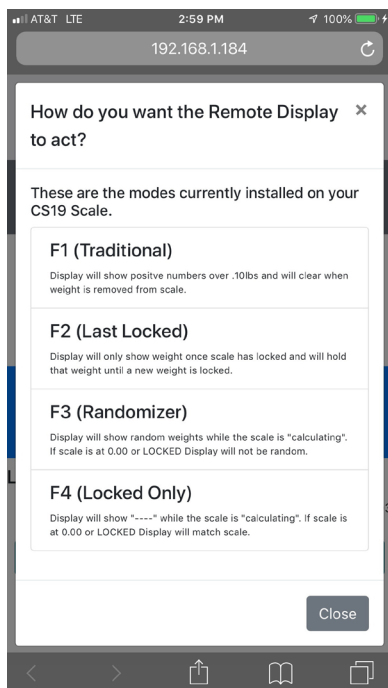 AT&T LTE 2:59 PM 100%
192.168.1.184
How do you want the Remote Display ×
to act?
These are the modes currently installed on your
CS19 Scale.
F1 (Traditional)
Display will show positve numbers over .10lbs and will clear when
weight is removed from scale.
F2 (Last Locked)
Display will only show weight once scale has locked and will hold
that weight until a new weight is locked.
F3 (Randomizer)
Display will show random weights while the scale is "calculating".
If scale is at 0.00 or LOCKED Display will not be random.
F4 (Locked Only)
Display will show "----" while the scale is "calculating". If scale is
at 0.00 or LOCKED Display will match scale.
Close